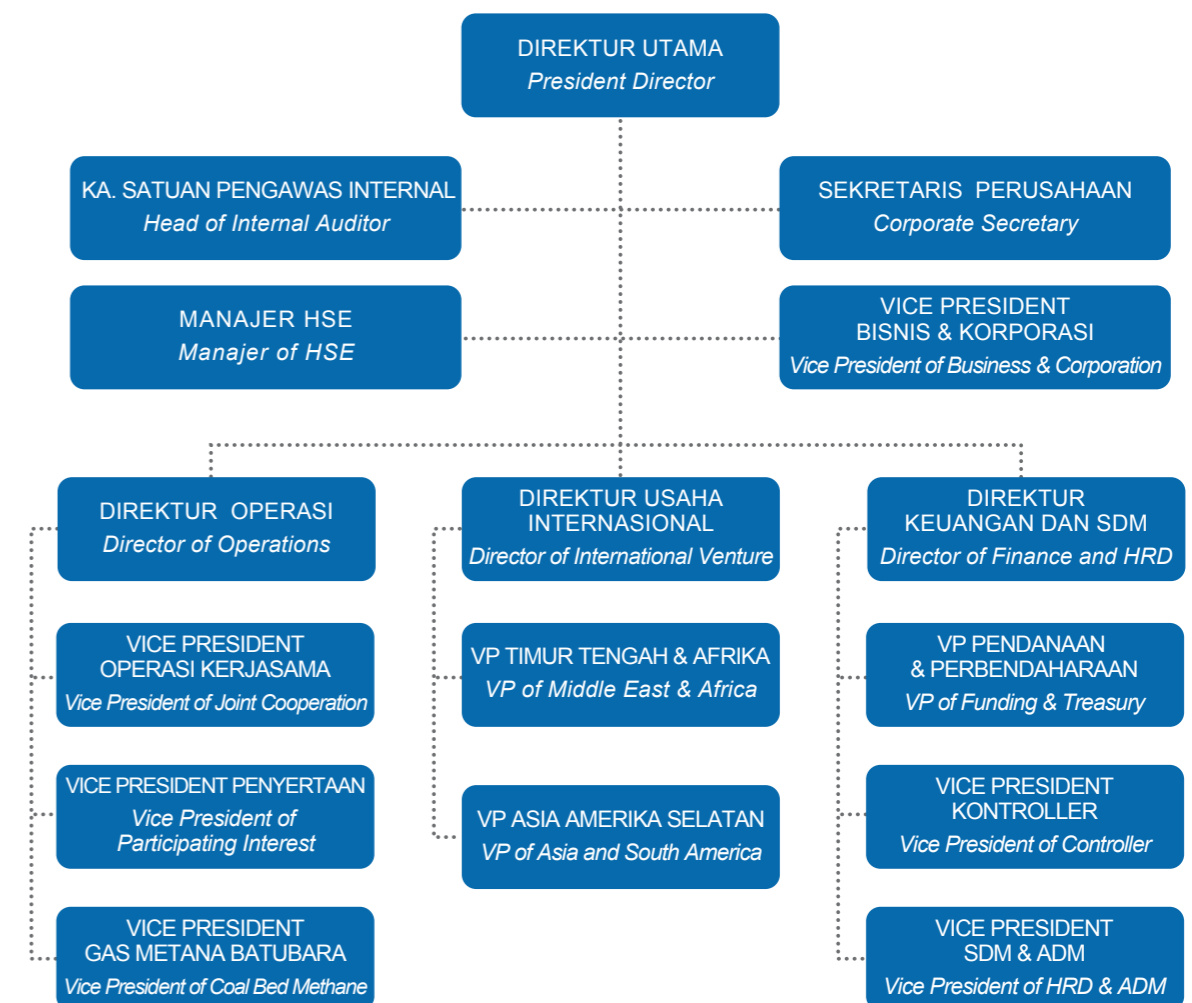 DIREKTUR UTAMA
President Director
KA. SATUAN PENGAWAS INTERNAL
Head of Internal Auditor
SEKRETARIS PERUSAHAAN
Corporate Secretary
MANAJER HSE
Manajer of HSE
VICE PRESIDENT
BISNIS & KORPORASI
Vice President of Business & Corporation
DIREKTUR OPERASI
Director of Operations
DIREKTUR USAHA
INTERNASIONAL
Director of International Venture
DIREKTUR
KEUANGAN DAN SDM
Director of Finance and HRD
VICE PRESIDENT
OPERASI KERJASAMA
Vice President of Joint Cooperation
VP TIMUR TENGAH & AFRIKA
VP of Middle East & Africa
VP PENDANAAN
& PERBENDAHARAAN
VP of Funding & Treasury
VICE PRESIDENT PENYERTAAN
Vice President of
Participating Interest
VP ASIA AMERIKA SELATAN
VP of Asia and South America
VICE PRESIDENT
KONTROLLER
Vice President of Controller
VICE PRESIDENT
GAS METANA BATUBARA
Vice President of Coal Bed Methane
VICE PRESIDENT
SDM & ADM
Vice President of HRD & ADM